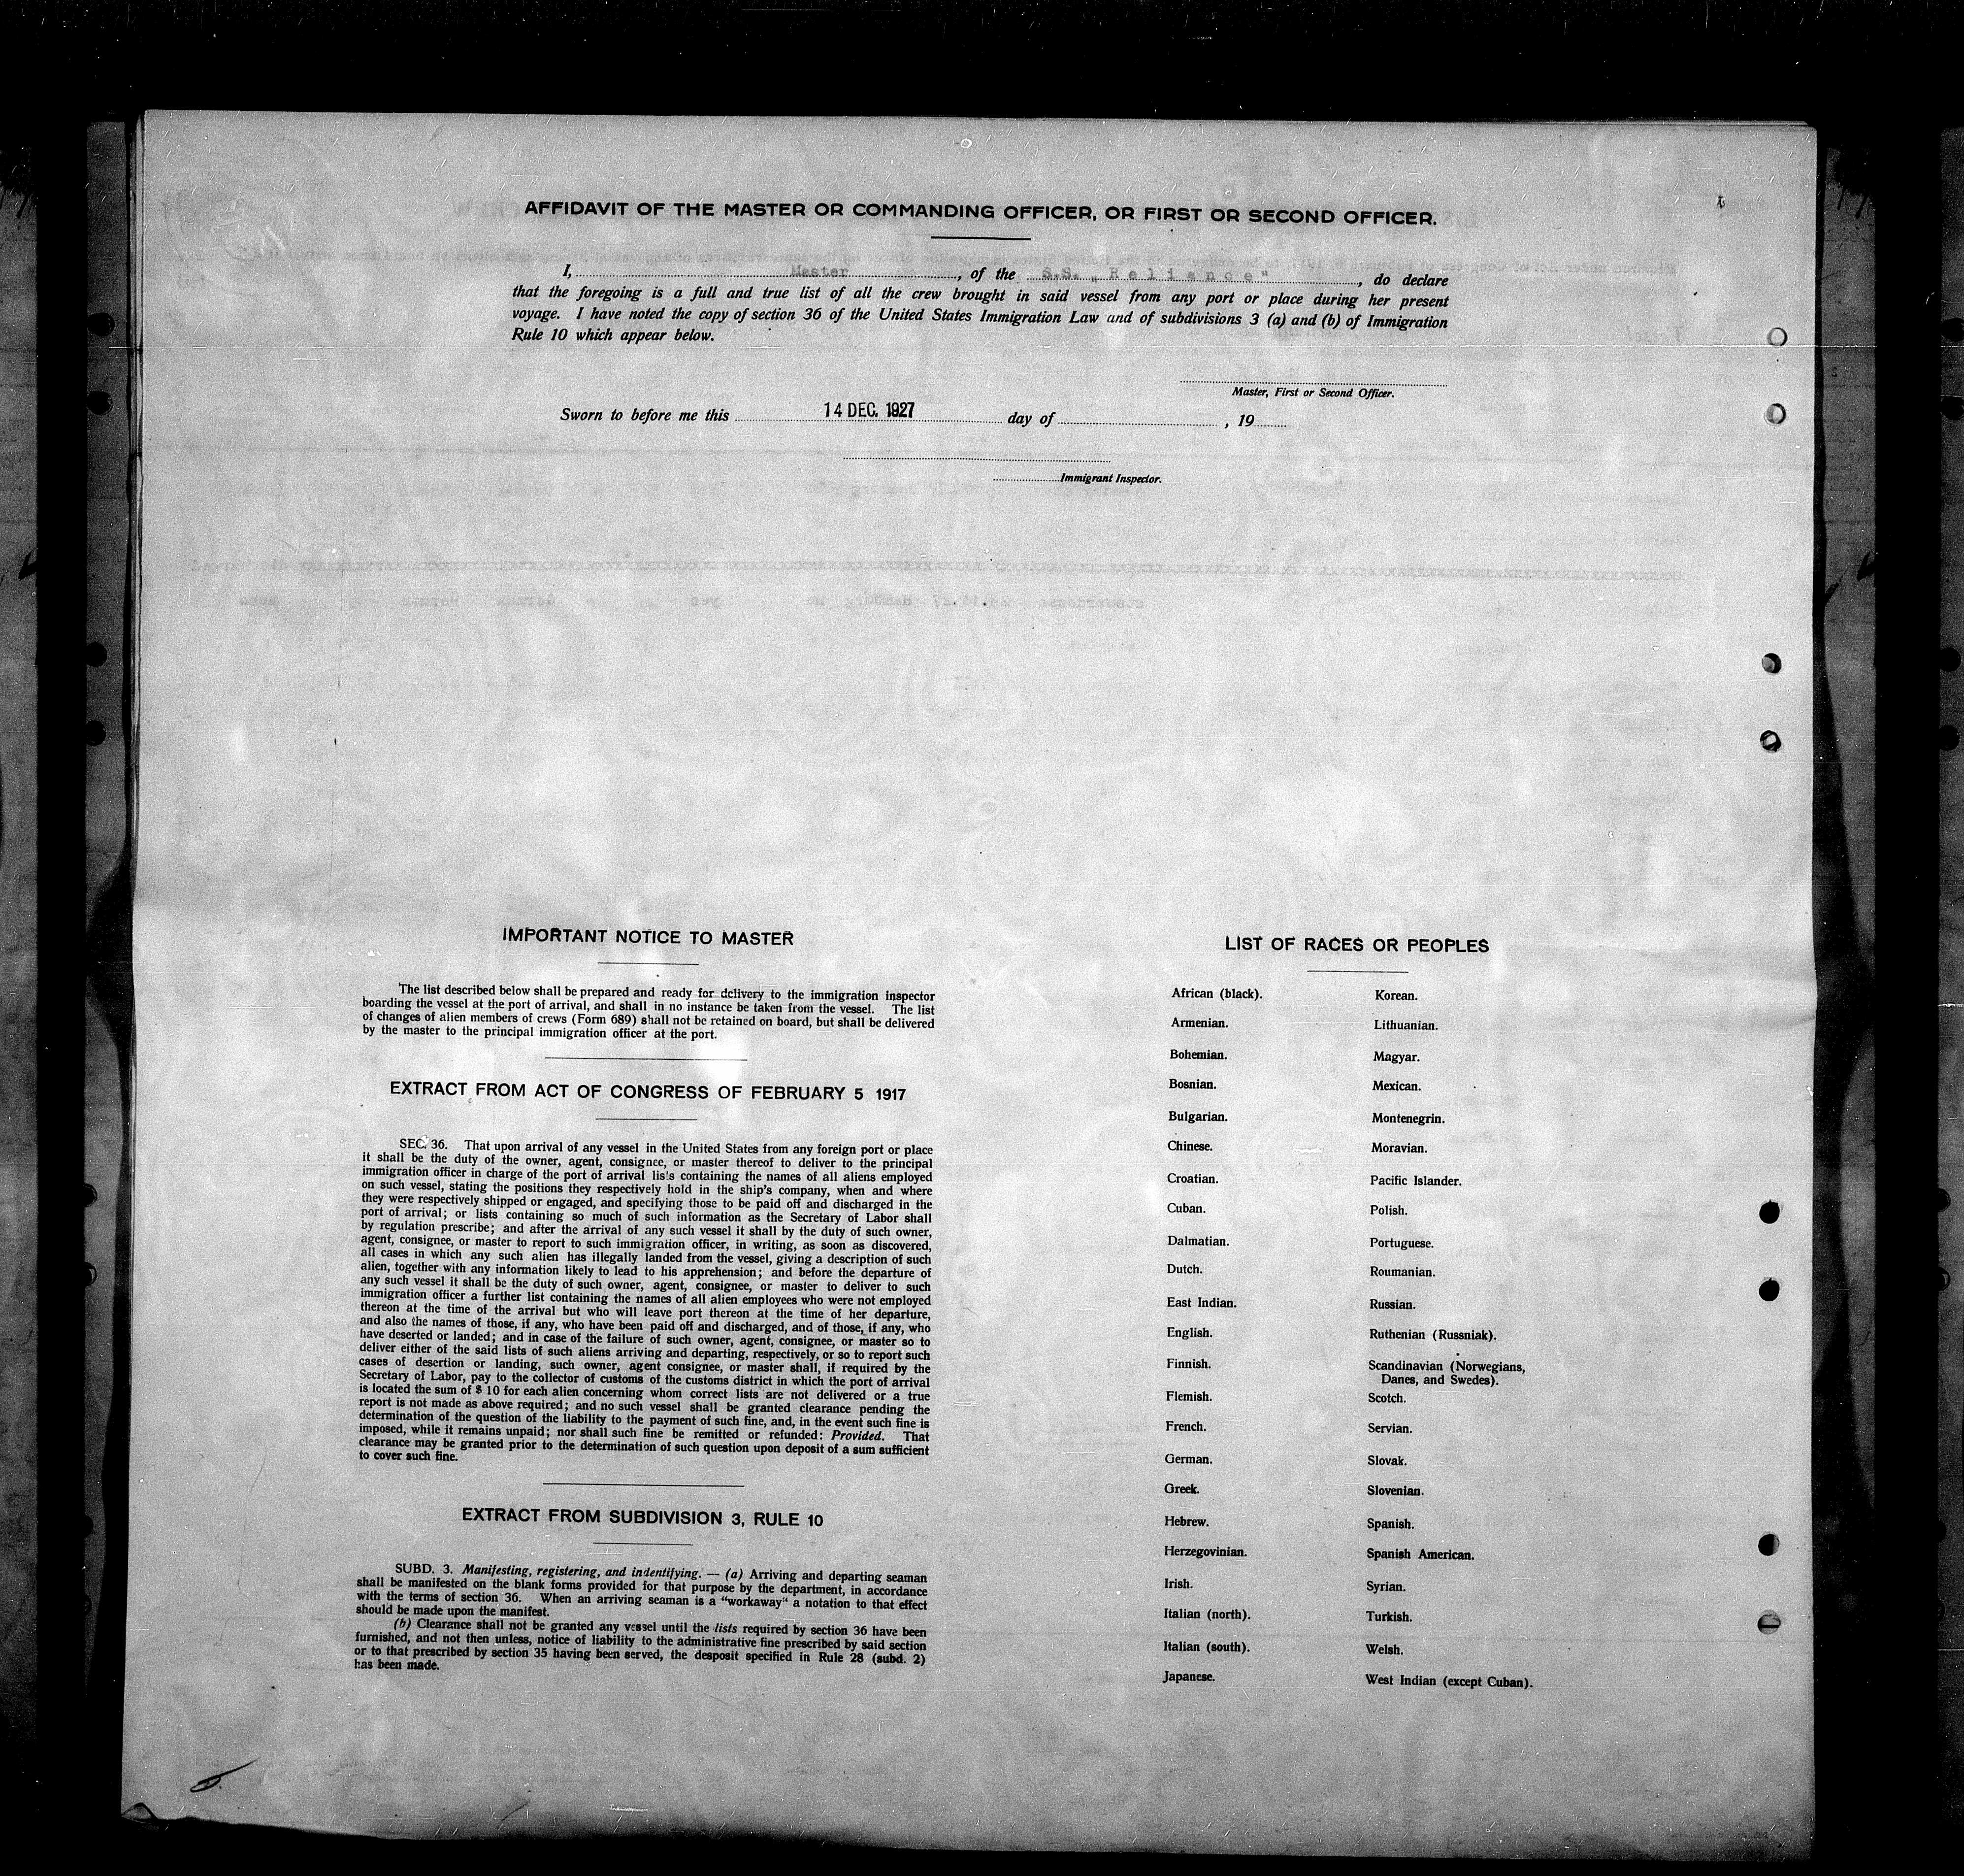 AFFIDAVIT OF THE MASTER OR COMMANDING OFFICER, OR FIRST OR SECOND OFFICER.
I, Master, of the S.S. „Reliance“, do declare
that the foregoing is a full and true list of all the crew brought in said vessel from any port or place during her present
voyage. I have noted the copy of section 36 of the United States Immigration Law and of subdivisions 3 (a) and (b) of Immigration
Rule 10 which appear below.
Master, First or Second Officer.
Sworn to before me this 14 DEC. 1927 day of , 19
Immigrant Inspector.
IMPORTANT NOTICE TO MASTER
The list described below shall be prepared and ready for delivery to the immigration inspector
boarding the vessel at the port of arrival, and shall in no instance be taken from the vessel. The list
of changes of alien members of crews (Form 689) shall not be retained on board, but shall be delivered
by the master to the principal immigration officer at the port.
EXTRACT FROM ACT OF CONGRESS OF FEBRUARY 5 1917
SEC. 36. That upon arrival of any vessel in the United States from any foreign port or place
it shall be the duty of the owner, agent, consignee, or master thereof to deliver to the principal
immigration officer in charge of the port of arrival lists containing the names of all aliens employed
on such vessel, stating the positions they respectively hold in the ship's company, when and where
they were respectively shipped or engaged, and specifying those to be paid off and discharged in the
port of arrival; or lists containing so much of such information as the Secretary of Labor shall
by regulation prescribe; and after the arrival of any such vessel it shall by the duty of such owner,
agent, consignee, or master to report to such immigration officer, in writing, as soon as discovered,
all cases in which any such alien has illegally landed from the vessel, giving a description of such
alien, together with any information likely to lead to his apprehension; and before the departure of
any such vessel it shall be the duty of such owner, agent, consignee, or master to deliver to such
immigration officer a further list containing the names of all alien employees who were not employed
thereon at the time of the arrival but who will leave port thereon at the time of her departure,
and also the names of those, if any, who have been paid off and discharged, and of those, if any, who
have deserted or landed; and in case of the failure of such owner, agent, consignee, or master so to
deliver either of the said lists of such aliens arriving and departing, respectively, or so to report such
cases of desertion or landing, such owner, agent consignee, or master shall, if required by the
Secretary of Labor, pay to the collector of customs of the customs district in which the port of arrival
is located the sum of $ 10 for each alien concerning whom correct lists are not delivered or a true
report is not made as above required; and no such vessel shall be granted clearance pending the
determination of the question of the liability to the payment of such fine, and, in the event such fine is
imposed, while it remains unpaid; nor shall such fine be remitted or refunded: Provided. That
clearance may be granted prior to the determination of such question upon deposit of a sum sufficient
to cover such fine.
EXTRACT FROM SUBDIVISION 3, RULE 10
SUBD. 3. Manifesting, registering, and indentifying. — (a) Arriving and departing seaman
shall be manifested on the blank forms provided for that purpose by the department, in accordance
with the terms of section 36. When an arriving seaman is a "workaway" a notation to that effect
should be made upon the manifest.
(b) Clearance shall not be granted any vessel until the lists required by section 36 have been
furnished, and not then unless, notice of liability to the administrative fine prescribed by said section
or to that prescribed by section 35 having been served, the desposit specified in Rule 28 (subd. 2)
has been made.
LIST OF RACES OR PEOPLES
African (black).
Armenian.
Bohemian.
Bosnian.
Bulgarian.
Chinese.
Croatian.
Cuban.
Dalmatian.
Dutch.
East Indian.
English.
Finnish.
Flemish.
French.
German.
Greek.
Hebrew.
Herzegovinian.
Irish.
Italian (north).
Italian (south).
Japanese.
Korean.
Lithuanian.
Magyar.
Mexican.
Montenegrin.
Moravian.
Pacific Islander.
Polish.
Portuguese.
Roumanian.
Russian.
Ruthenian (Russniak).
Scandinavian (Norwegians,
Danes, and Swedes).
Scotch.
Servian.
Slovak.
Slovenian.
Spanish.
Spanish American.
Syrian.
Turkish.
Welsh.
West Indian (except Cuban).